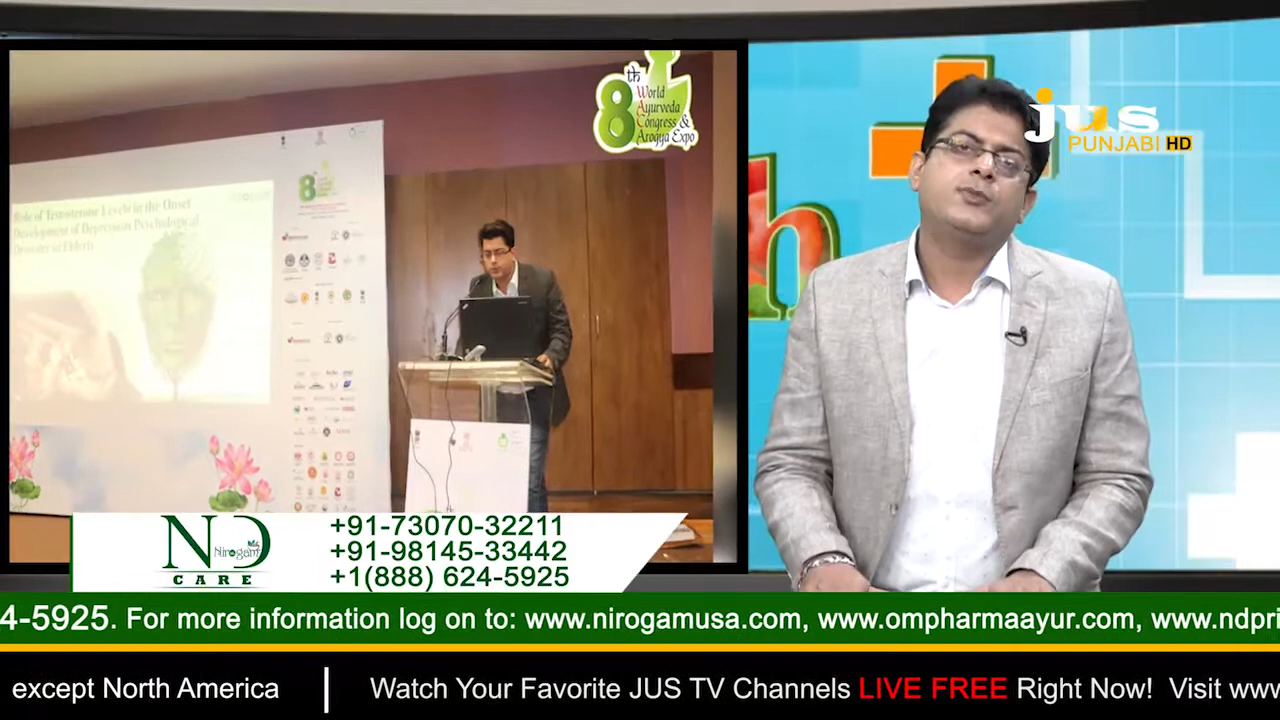 8th
World
Ayurveda
Congress &
Arogya Expo
Role of Testosterone Levels in the Onset
Development of Depression Psychological
Disorder in Elderly
8th
h
jus
PUNJABI HD
ND
Nirogam
CARE
+91-73070-32211
+91-98145-33442
+1(888) 624-5925
4-5925. For more information log on to: www.nirogamusa.com, www.ompharmaayur.com, www.ndpri
except North America | Watch Your Favorite JUS TV Channels LIVE FREE Right Now! Visit www